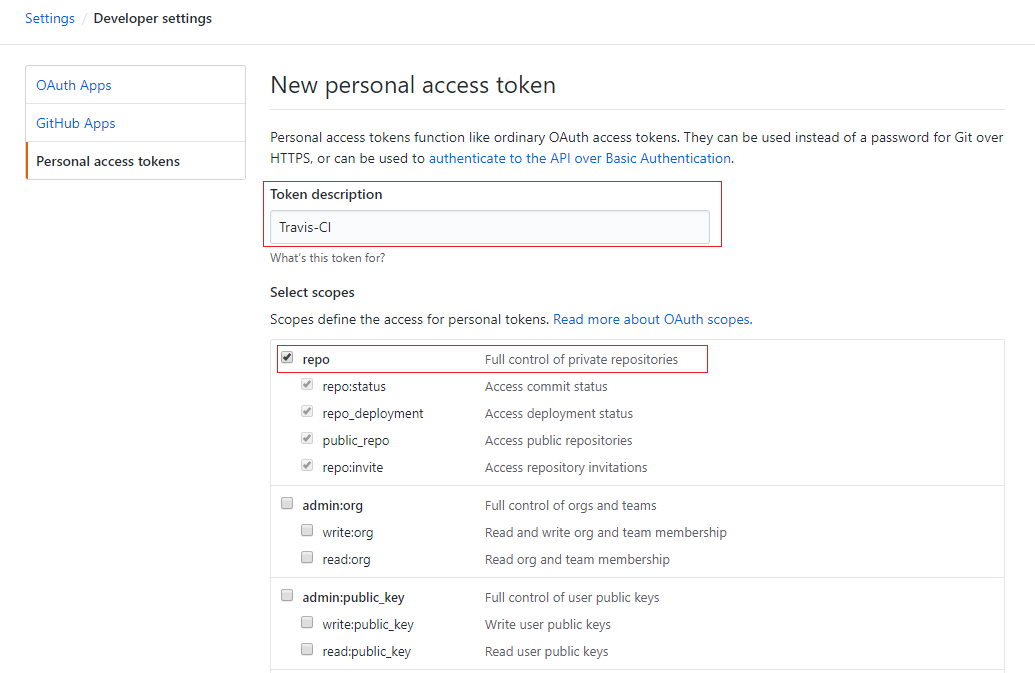 Settings / Developer settings
OAuth Apps
GitHub Apps
Personal access tokens
New personal access token
Personal access tokens function like ordinary OAuth access tokens. They can be used instead of a password for Git over
HTTPS, or can be used to authenticate to the API over Basic Authentication.
Token description
Travis-CI
What's this token for?
Select scopes
Scopes define the access for personal tokens. Read more about OAuth scopes.
repo Full control of private repositories
repo:status Access commit status
repo_deployment Access deployment status
public_repo Access public repositories
repo:invite Access repository invitations
admin:org Full control of orgs and teams
write:org Read and write org and team membership
read:org Read org and team membership
admin:public_key Full control of user public keys
write:public_key Write user public keys
read:public_key Read user public keys